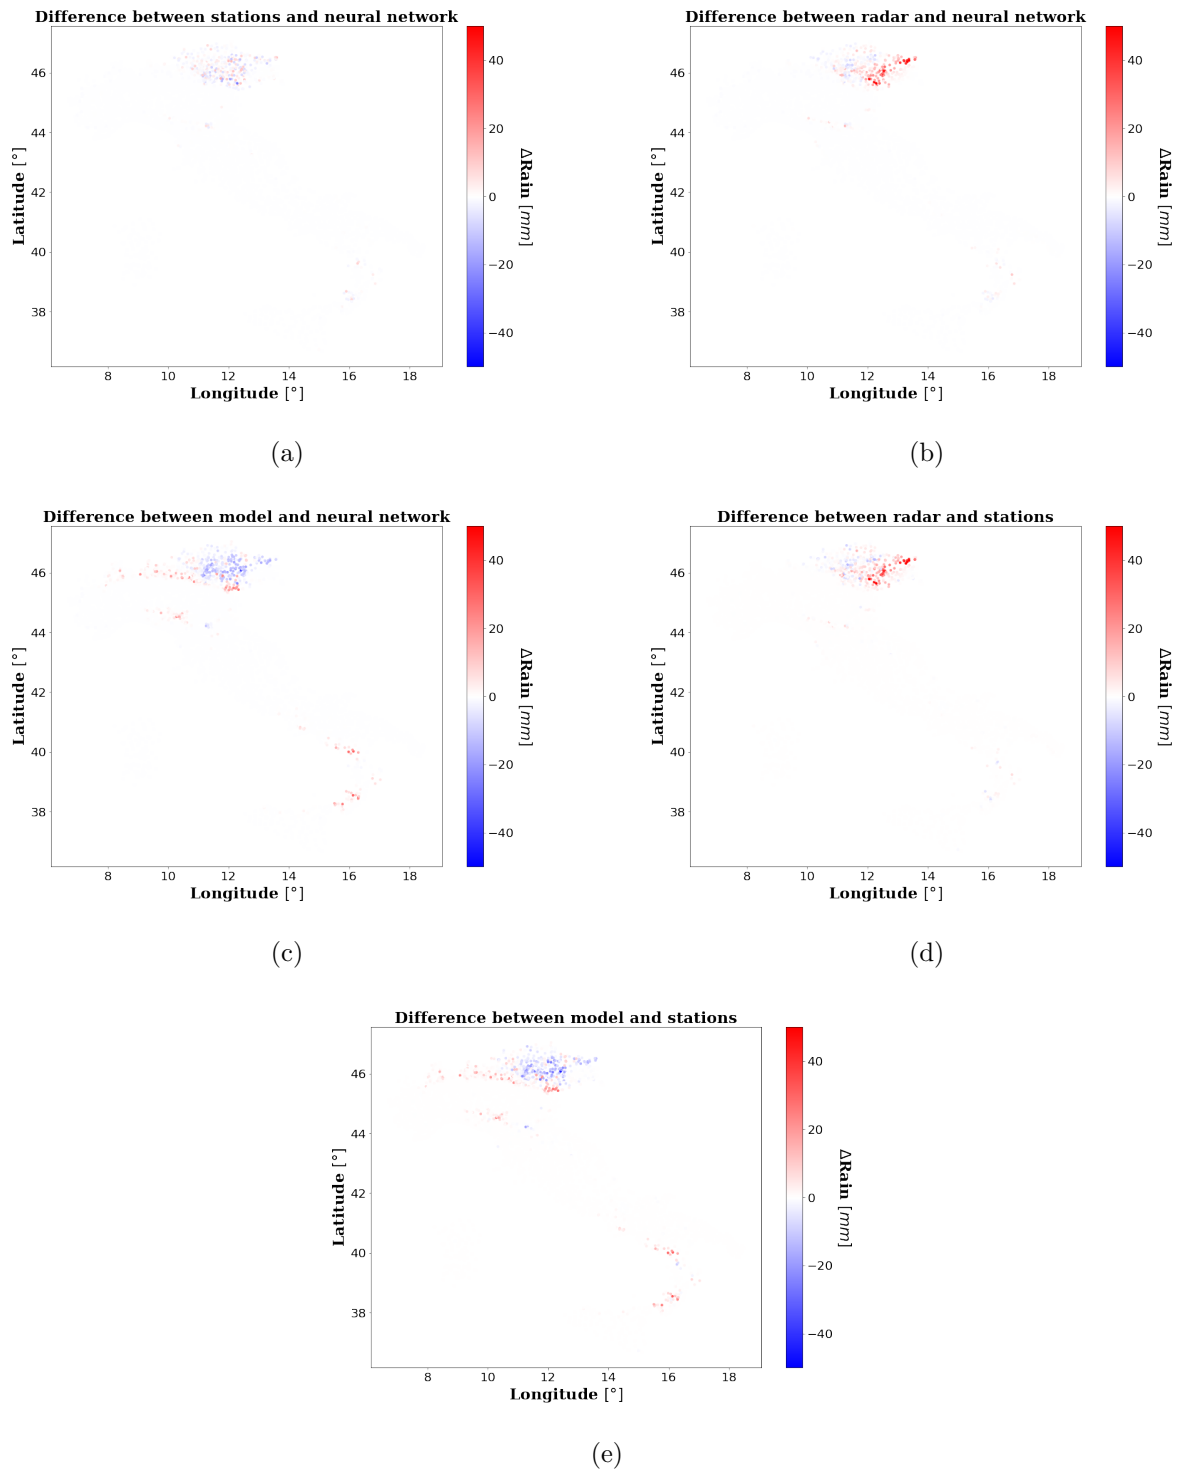 Difference between stations and neural network
Latitude [°]
46
44
42
40
38
8 10 12 14 16 18
Longitude [°]
40
20
0
−20
−40
ΔRain [mm]
(a)
Difference between radar and neural network
Latitude [°]
46
44
42
40
38
8 10 12 14 16 18
Longitude [°]
40
20
0
−20
−40
ΔRain [mm]
(b)
Difference between model and neural network
Latitude [°]
46
44
42
40
38
8 10 12 14 16 18
Longitude [°]
40
20
0
−20
−40
ΔRain [mm]
(c)
Difference between radar and stations
Latitude [°]
46
44
42
40
38
8 10 12 14 16 18
Longitude [°]
40
20
0
−20
−40
ΔRain [mm]
(d)
Difference between model and stations
Latitude [°]
46
44
42
40
38
8 10 12 14 16 18
Longitude [°]
40
20
0
−20
−40
ΔRain [mm]
(e)